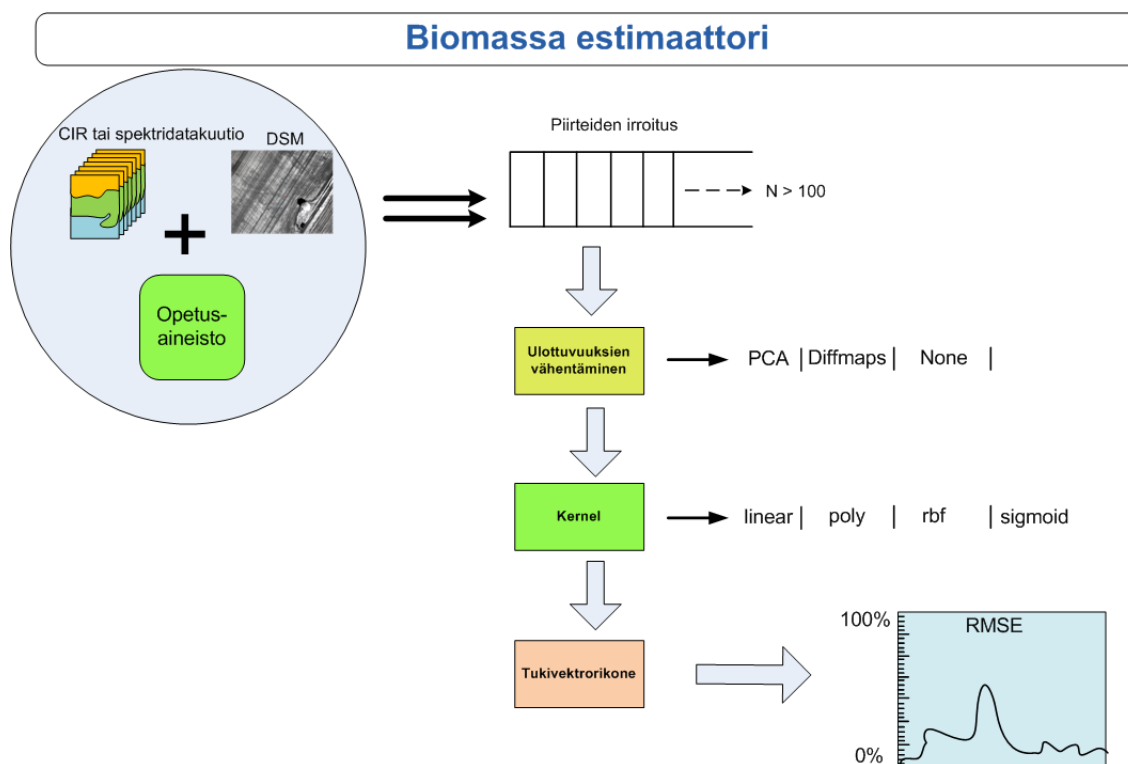 Biomassa estimaattori
CIR tai spektridatakuutio
DSM
Opetus-
aineisto
Piirteiden irroitus
N > 100
Ulottuvuuksien
vähentäminen
PCA | Diffmaps | None |
Kernel
linear | poly | rbf | sigmoid
Tukivektrorikone
100%
RMSE
0%